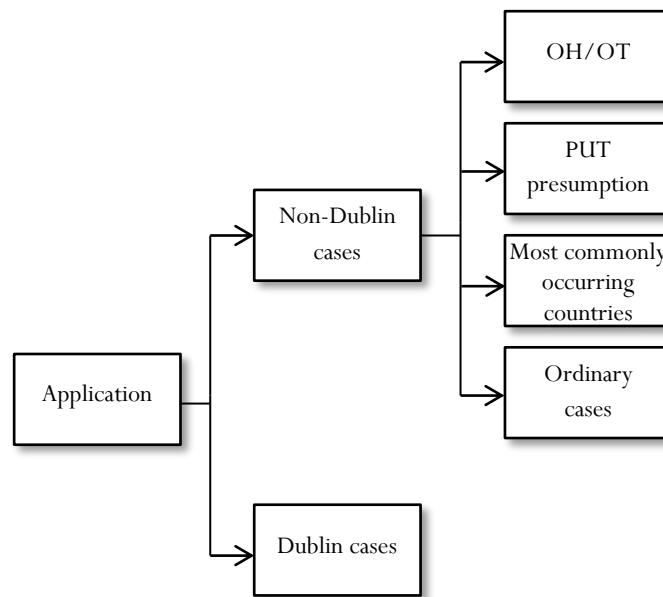 OH/OT
PUT
presumption
Non-Dublin
cases
Most commonly
occurring
countries
Application
Ordinary
cases
Dublin cases